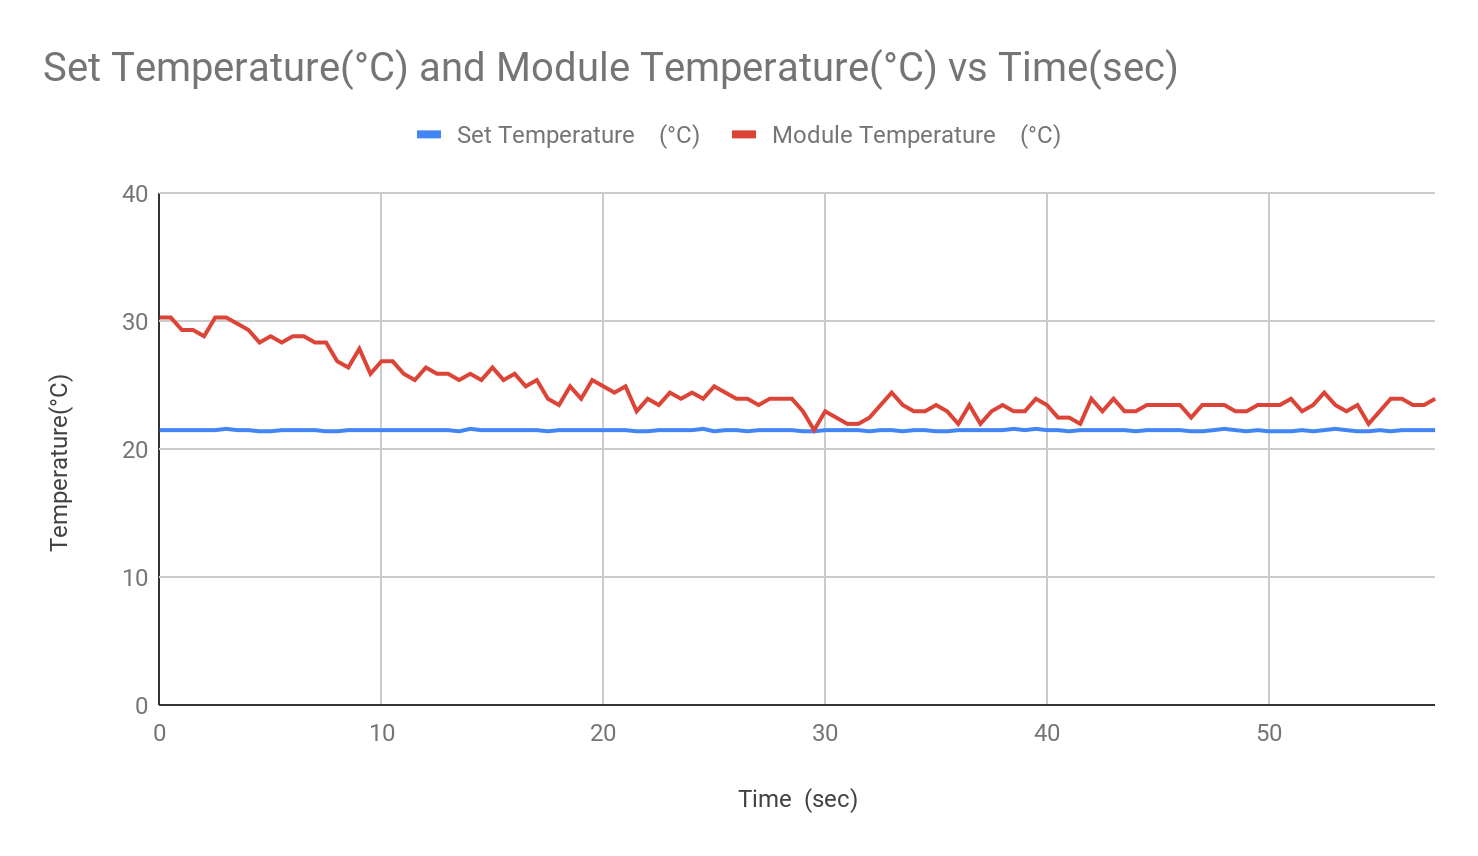 Set Temperature(°C) and Module Temperature(°C) vs Time(sec)
Set Temperature (°C) Module Temperature (°C)
40
30
20
10
0
Temperature(°C)
0 10 20 30 40 50
Time (sec)